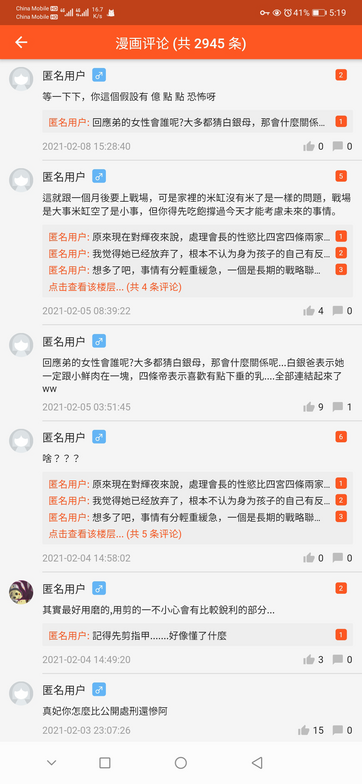 China Mobile HD
China Mobile HD
16.7 K/s
41% 5:19
漫画评论 (共 2945 条)
匿名用户
2
等一下下，你這個假設有 億 點 點 恐怖呀
匿名用户: 回應弟的女性會誰呢?大多都猜白銀母，那會什麼關係... 1
2021-02-08 15:28:40 0 0
匿名用户
5
這就跟一個月後要上戰場，可是家裡的米缸沒有米了是一樣的問題，戰場
是大事米缸空了是小事，但你得先吃飽撐過今天才能考慮未來的事情。
匿名用户: 原來現在對輝夜來說，處理會長的性慾比四宮四條兩家... 1
匿名用户: 我觉得她已经放弃了，根本不认为身为孩子的自己有反... 2
匿名用户: 想多了吧，事情有分輕重緩急，一個是長期的戰略聯... 3
点击查看该楼层... (共 4 条评论)
2021-02-05 08:39:22 4 0
匿名用户
回應弟的女性會誰呢?大多都猜白銀母，那會什麼關係呢...白銀爸表示她
一定跟小鮮肉在一塊，四條帝表示喜歡有點下垂的乳....全部連結起來了
ww
2021-02-05 03:51:45 9 1
匿名用户
6
啥？？？
匿名用户: 原來現在對輝夜來說，處理會長的性慾比四宮四條兩家... 1
匿名用户: 我觉得她已经放弃了，根本不认为身为孩子的自己有反... 2
匿名用户: 想多了吧，事情有分輕重緩急，一個是長期的戰略聯... 3
点击查看该楼层... (共 5 条评论)
2021-02-04 14:58:02 0 0
匿名用户
2
其實最好用磨的,用剪的一不小心會有比較銳利的部分...
匿名用户: 記得先剪指甲.......好像懂了什麼 1
2021-02-04 14:49:20 3 0
匿名用户
真妃你怎麼比公開處刑還慘阿
2021-02-03 23:07:26 15 0